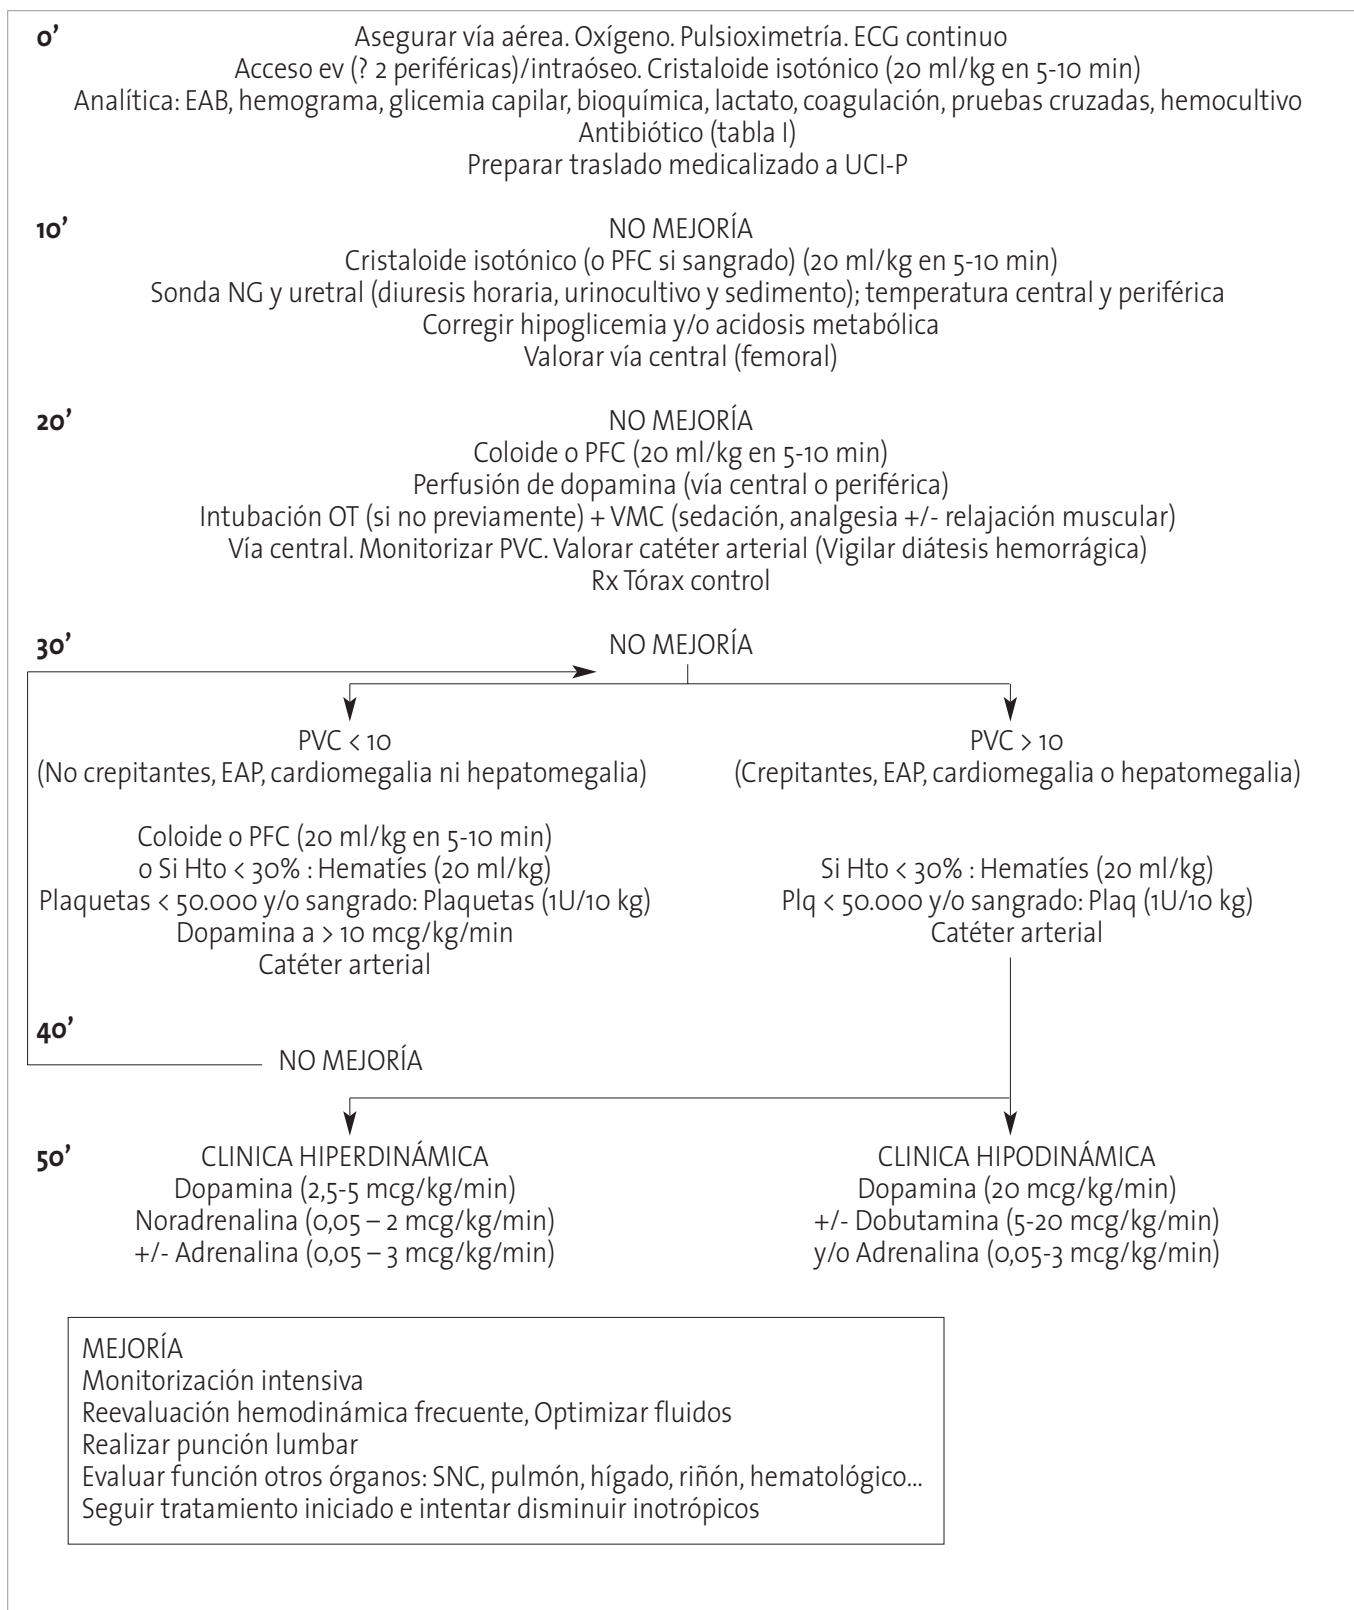 0’ Asegurar vía aérea. Oxígeno. Pulsioximetría. ECG continuo
Acceso ev (? 2 periféricas)/intraóseo. Cristaloide isotónico (20 ml/kg en 5-10 min)
Analítica: EAB, hemograma, glicemia capilar, bioquímica, lactato, coagulación, pruebas cruzadas, hemocultivo
Antibiótico (tabla I)
Preparar traslado medicalizado a UCI-P
10’ NO MEJORÍA
Cristaloide isotónico (o PFC si sangrado) (20 ml/kg en 5-10 min)
Sonda NG y uretral (diuresis horaria, urinocultivo y sedimento); temperatura central y periférica
Corregir hipoglicemia y/o acidosis metabólica
Valorar vía central (femoral)
20’ NO MEJORÍA
Coloide o PFC (20 ml/kg en 5-10 min)
Perfusión de dopamina (vía central o periférica)
Intubación OT (si no previamente) + VMC (sedación, analgesia +/- relajación muscular)
Vía central. Monitorizar PVC. Valorar catéter arterial (Vigilar diátesis hemorrágica)
Rx Tórax control
30’ NO MEJORÍA
PVC < 10
(No crepitantes, EAP, cardiomegalia ni hepatomegalia)
Coloide o PFC (20 ml/kg en 5-10 min)
o Si Hto < 30% : Hematíes (20 ml/kg)
Plaquetas < 50.000 y/o sangrado: Plaquetas (1U/10 kg)
Dopamina a > 10 mcg/kg/min
Catéter arterial
PVC > 10
(Crepitantes, EAP, cardiomegalia o hepatomegalia)
Si Hto < 30% : Hematíes (20 ml/kg)
Plq < 50.000 y/o sangrado: Plaq (1U/10 kg)
Catéter arterial
40’
NO MEJORÍA
50’ CLINICA HIPERDINÁMICA
Dopamina (2,5-5 mcg/kg/min)
Noradrenalina (0,05 – 2 mcg/kg/min)
+/- Adrenalina (0,05 – 3 mcg/kg/min)
CLINICA HIPODINÁMICA
Dopamina (20 mcg/kg/min)
+/- Dobutamina (5-20 mcg/kg/min)
y/o Adrenalina (0,05-3 mcg/kg/min)
MEJORÍA
Monitorización intensiva
Reevaluación hemodinámica frecuente, Optimizar fluidos
Realizar punción lumbar
Evaluar función otros órganos: SNC, pulmón, hígado, riñón, hematológico...
Seguir tratamiento iniciado e intentar disminuir inotrópicos